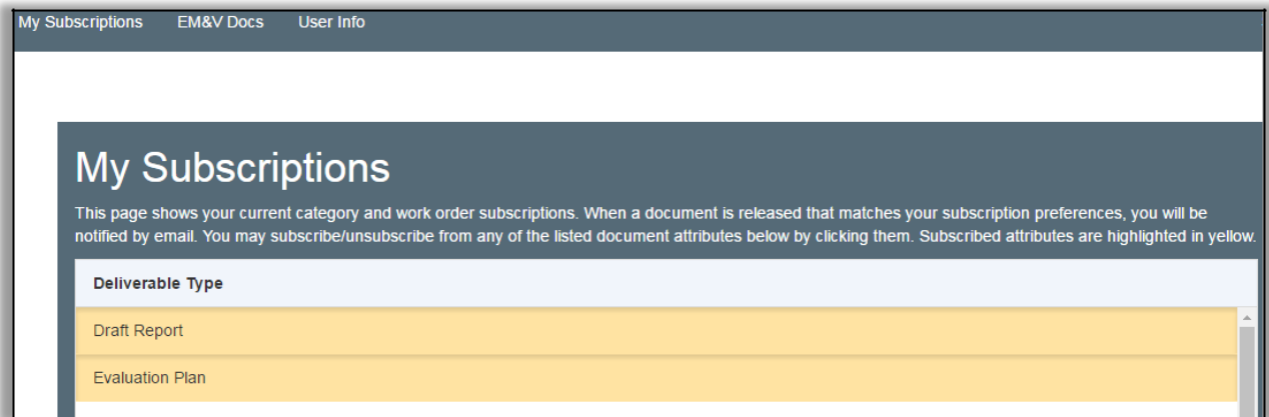 My Subscriptions EM&V Docs User Info
My Subscriptions
This page shows your current category and work order subscriptions. When a document is released that matches your subscription preferences, you will be
notified by email. You may subscribe/unsubscribe from any of the listed document attributes below by clicking them. Subscribed attributes are highlighted in yellow.
Deliverable Type
Draft Report
Evaluation Plan